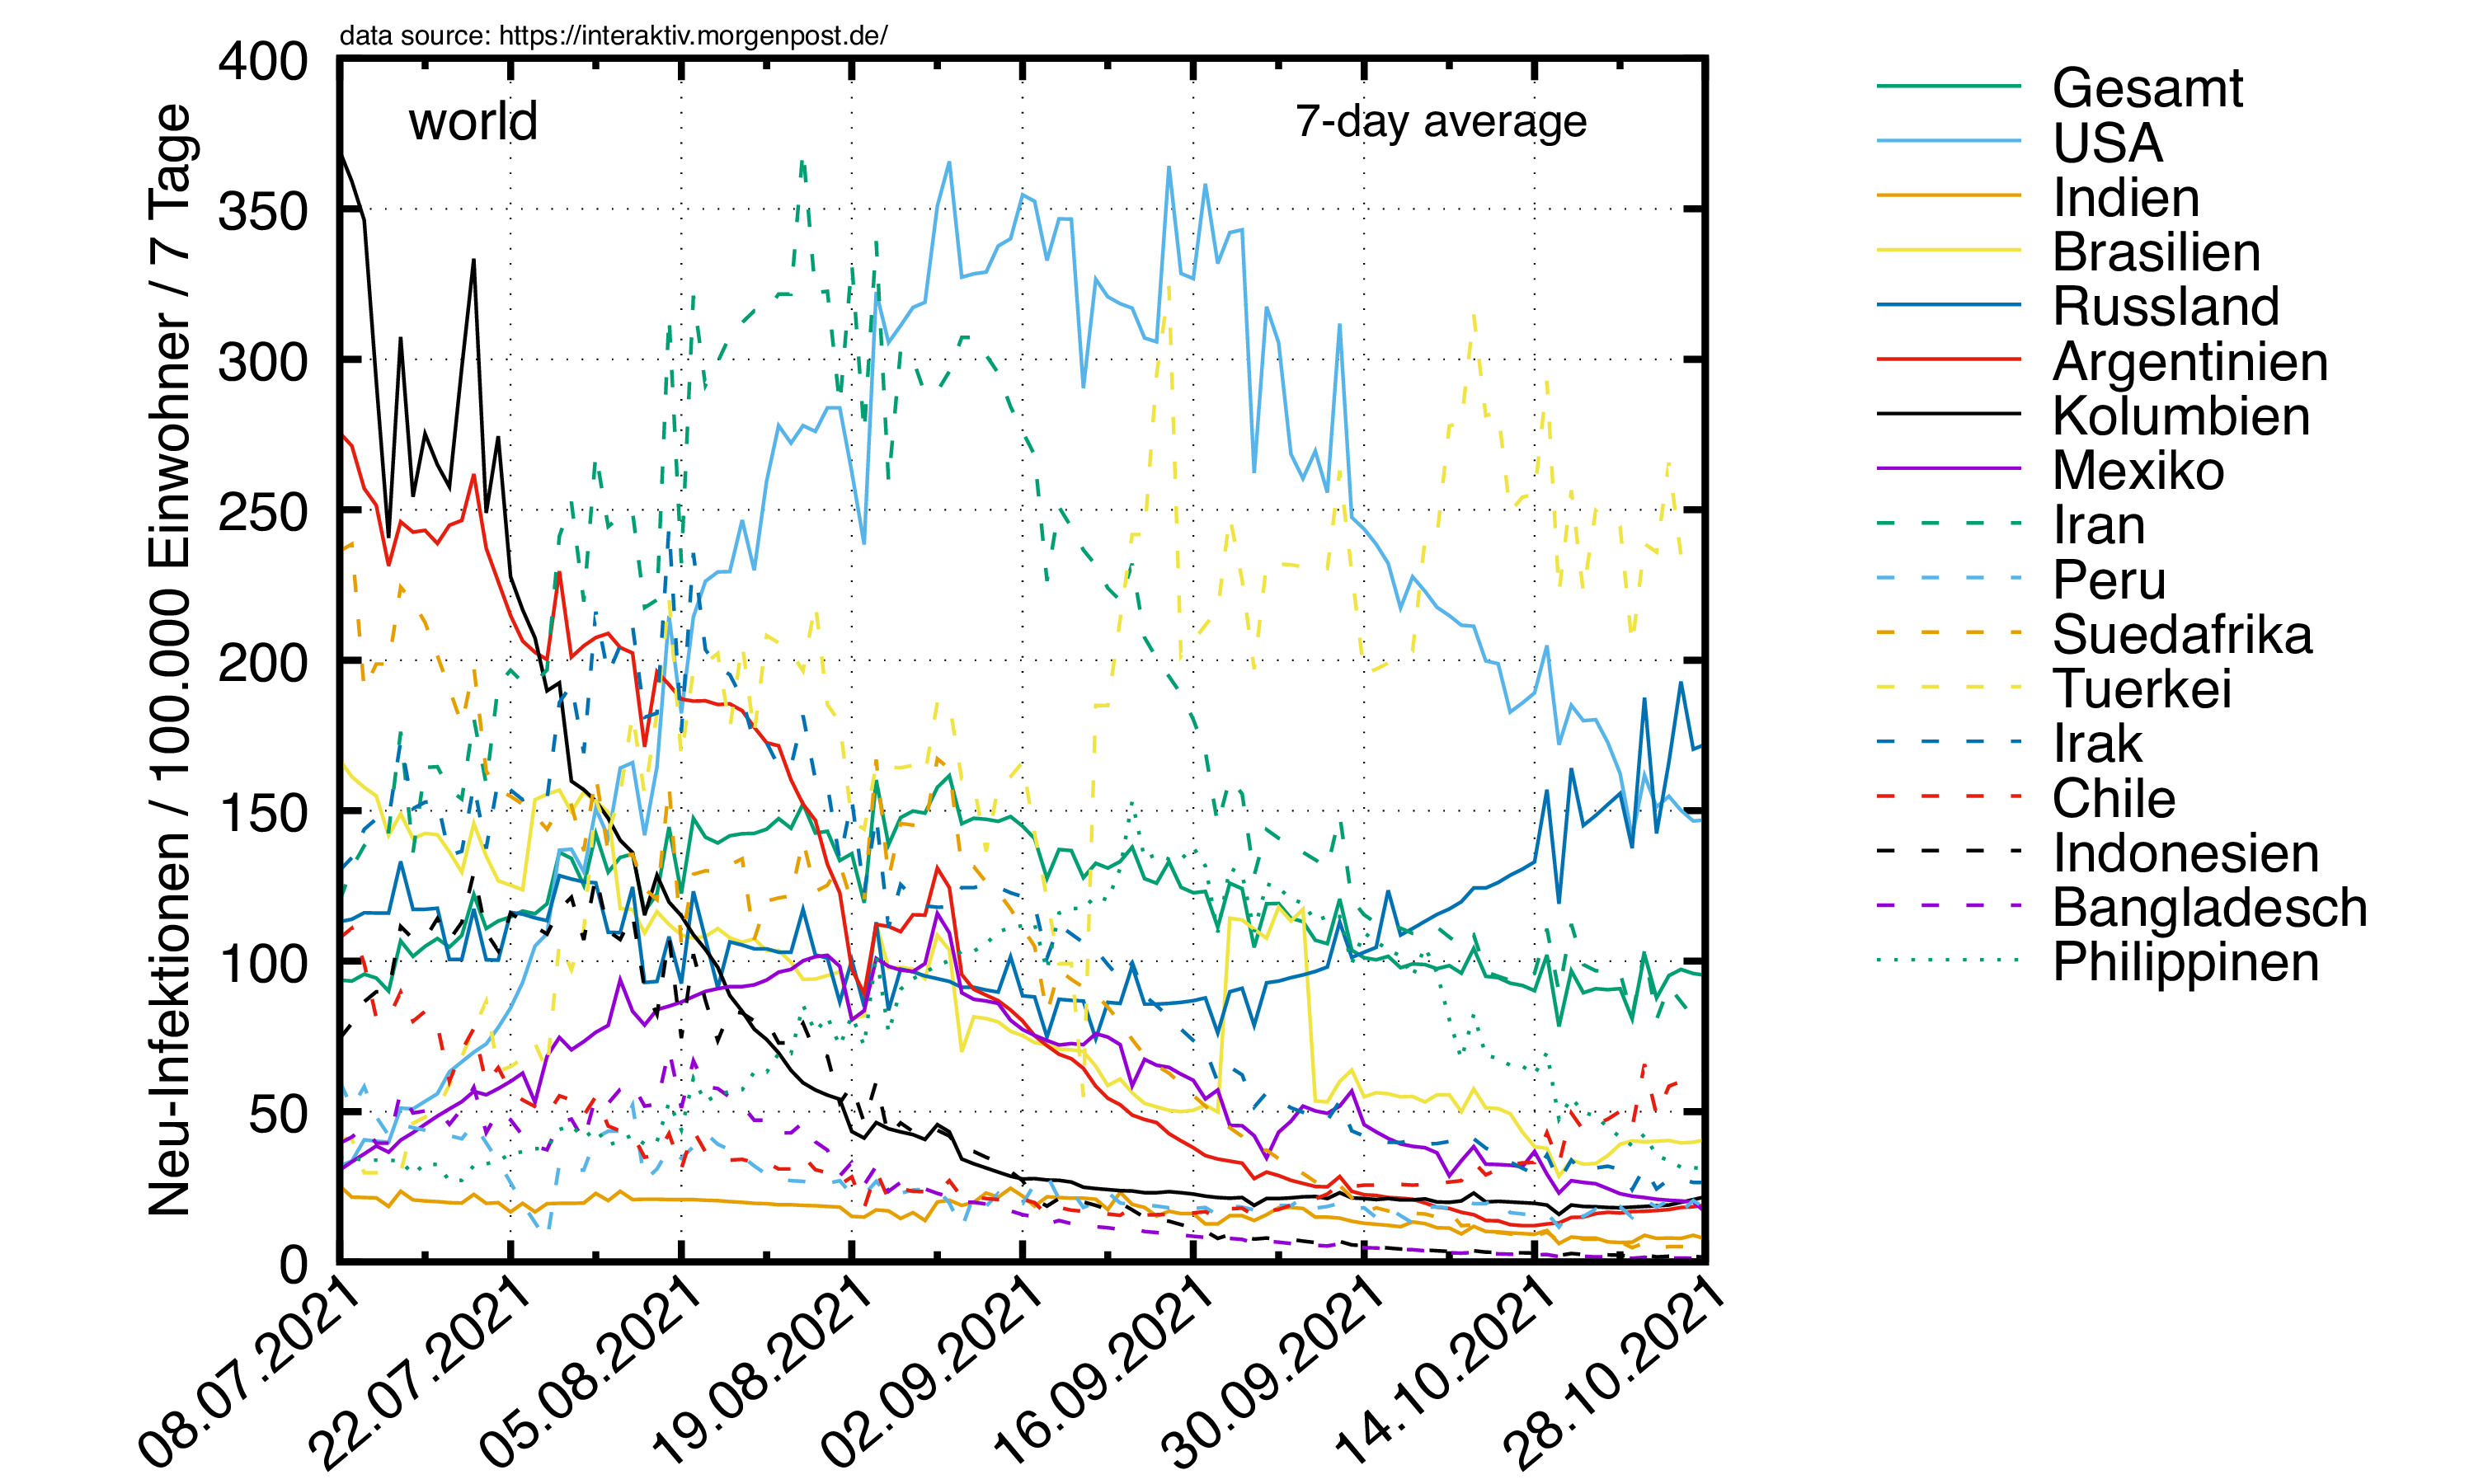 data source: https://interaktiv.morgenpost.de/
world
7-day average
Neu-Infektionen / 100.000 Einwohner / 7 Tage
400
350
300
250
200
150
100
50
0
08.07.2021
22.07.2021
05.08.2021
19.08.2021
02.09.2021
16.09.2021
30.09.2021
14.10.2021
28.10.2021
Gesamt
USA
Indien
Brasilien
Russland
Argentinien
Kolumbien
Mexiko
Iran
Peru
Suedafrika
Tuerkei
Irak
Chile
Indonesien
Bangladesch
Philippinen